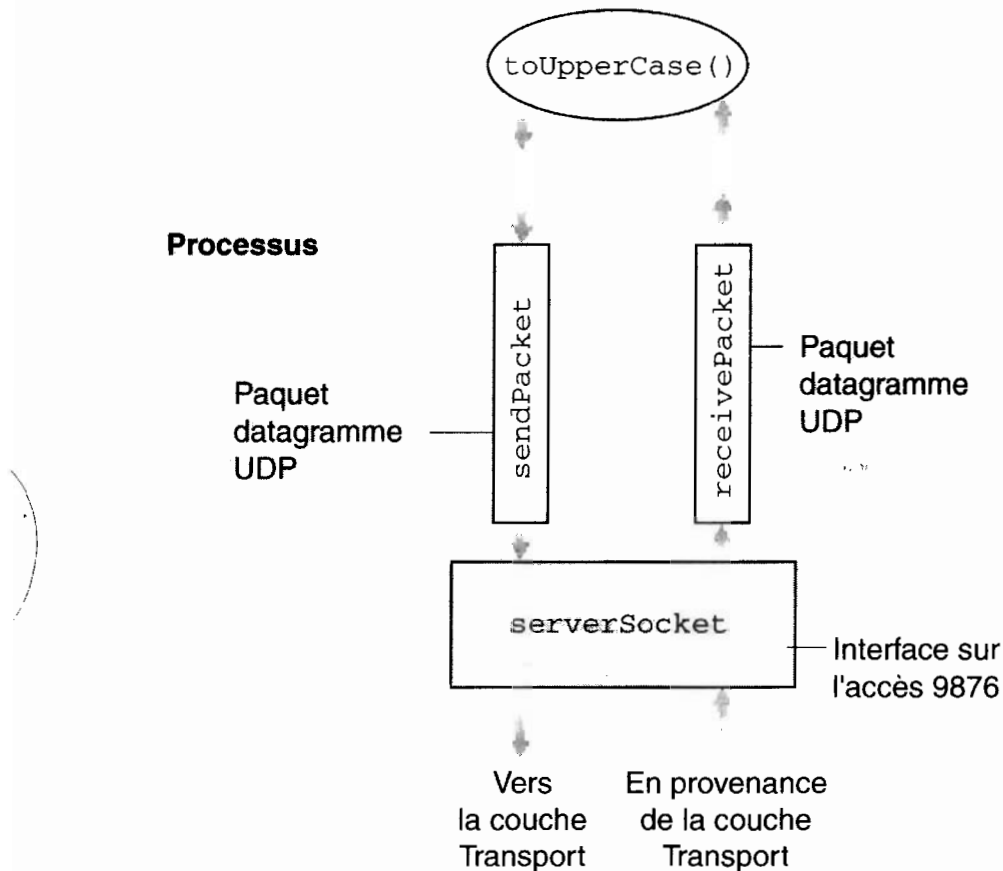 toUpperCase()
Processus
sendPacket
receivePacket
Paquet
datagramme
UDP
Paquet
datagramme
UDP
serverSocket
Interface sur
l'accès 9876
Vers
la couche
Transport
En provenance
de la couche
Transport